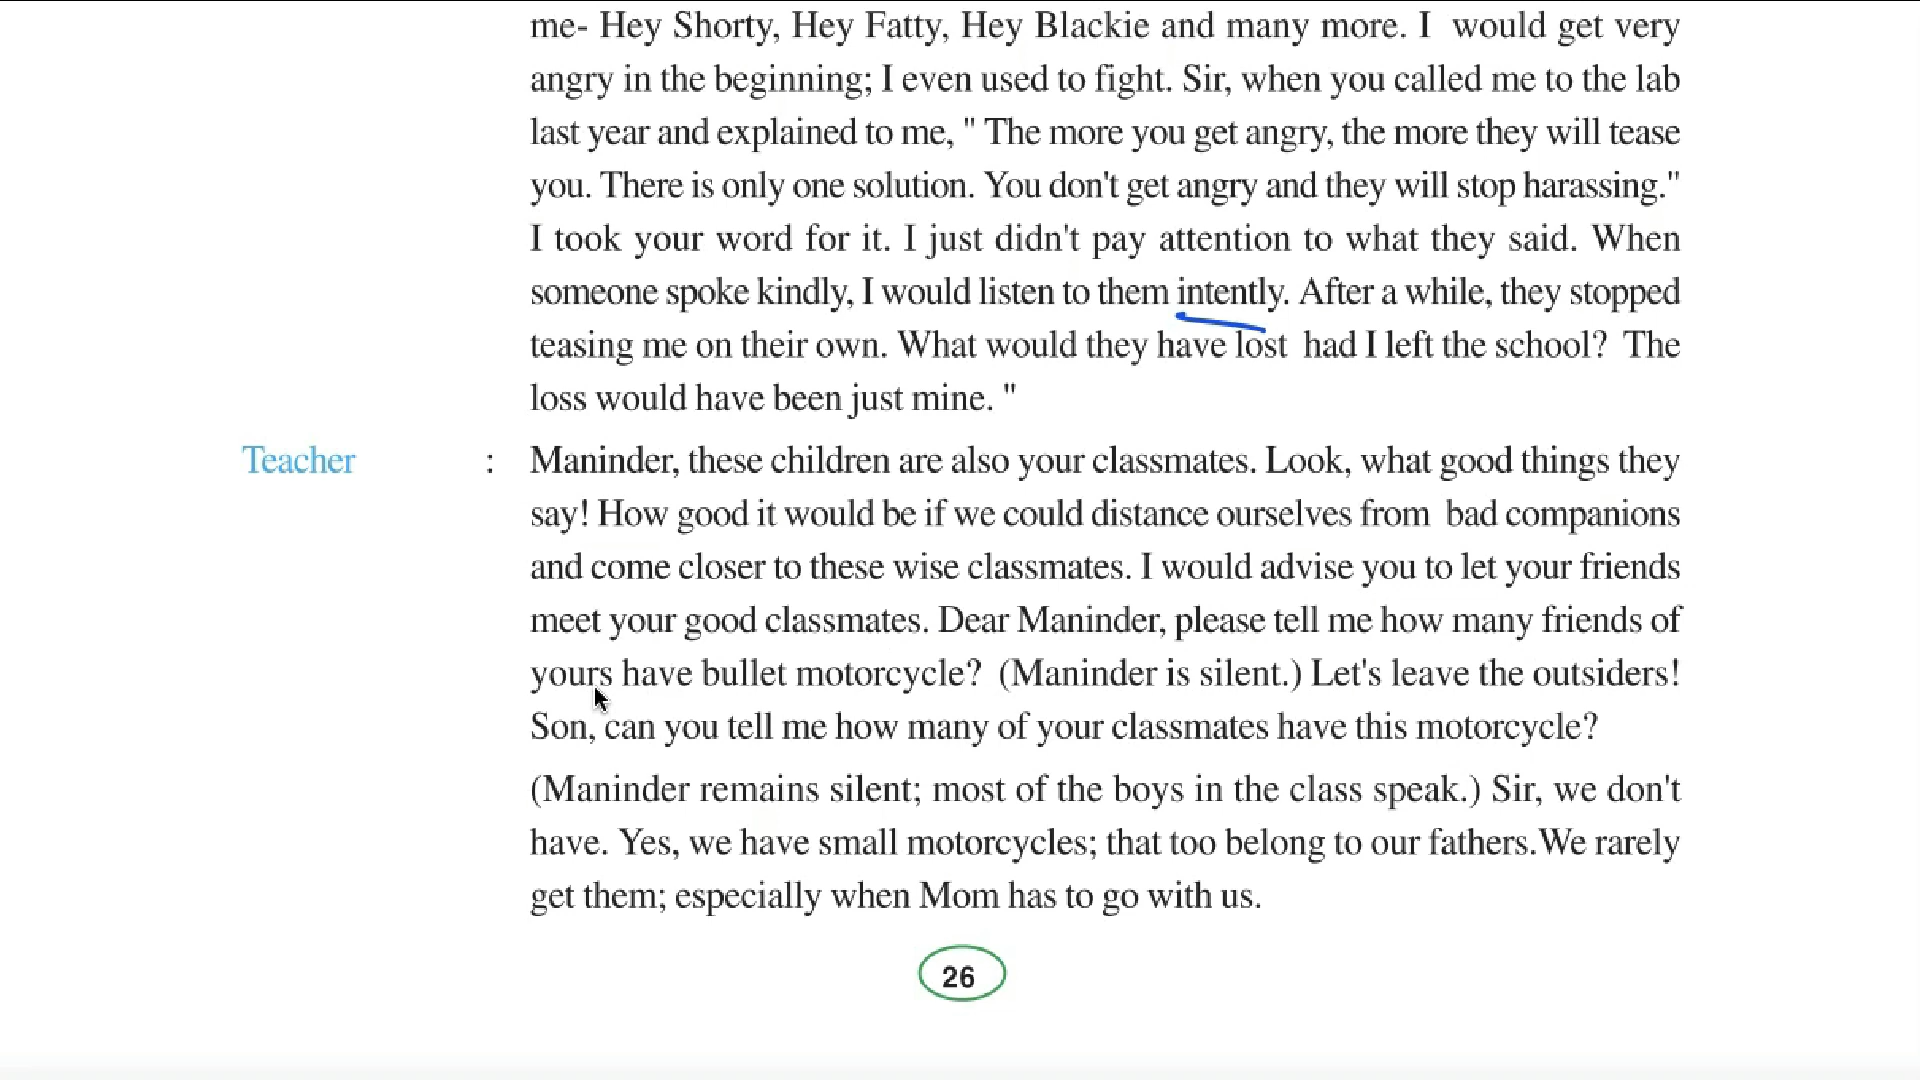 me- Hey Shorty, Hey Fatty, Hey Blackie and many more. I would get very
angry in the beginning; I even used to fight. Sir, when you called me to the lab
last year and explained to me, " The more you get angry, the more they will tease
you. There is only one solution. You don't get angry and they will stop harassing."
I took your word for it. I just didn't pay attention to what they said. When
someone spoke kindly, I would listen to them intently. After a while, they stopped
teasing me on their own. What would they have lost had I left the school? The
loss would have been just mine. "
Teacher : Maninder, these children are also your classmates. Look, what good things they
say! How good it would be if we could distance ourselves from bad companions
and come closer to these wise classmates. I would advise you to let your friends
meet your good classmates. Dear Maninder, please tell me how many friends of
yours have bullet motorcycle? (Maninder is silent.) Let's leave the outsiders!
Son, can you tell me how many of your classmates have this motorcycle?
(Maninder remains silent; most of the boys in the class speak.) Sir, we don't
have. Yes, we have small motorcycles; that too belong to our fathers.We rarely
get them; especially when Mom has to go with us.
26